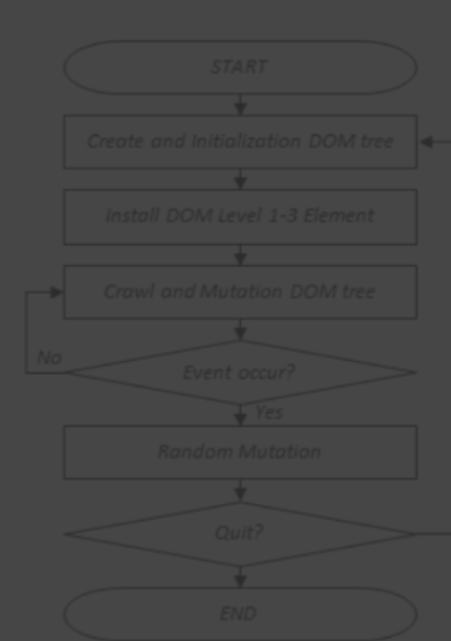 START
Create and Initialization DOM tree
Install DOM Level 1-3 Element
Crawl and Mutation DOM tree
No
Event occur?
Yes
Random Mutation
Quit?
END